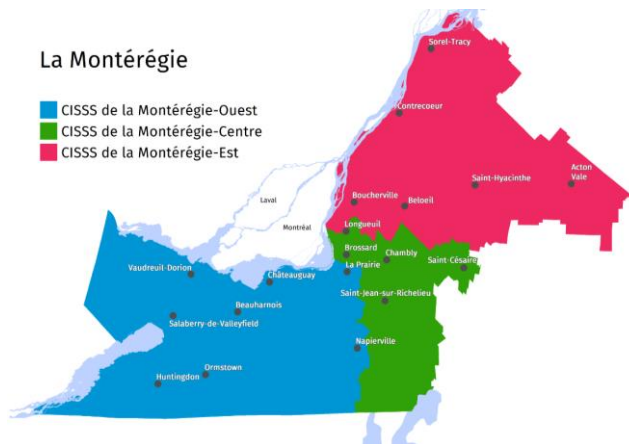 La Montérégie
CISSS de la Montérégie-Ouest
CISSS de la Montérégie-Centre
CISSS de la Montérégie-Est
Sorel-Tracy
Contrecoeur
Saint-Hyacinthe
Acton
Vale
Boucherville
Beloeil
Laval
Montréal
Longueuil
Brossard
Chambly
Saint-Césaire
La Prairie
Vaudreuil-Dorion
Châteauguay
Saint-Jean-sur-Richelieu
Beauharnois
Salaberry-de-Valleyfield
Napierville
Ormstown
Huntingdon